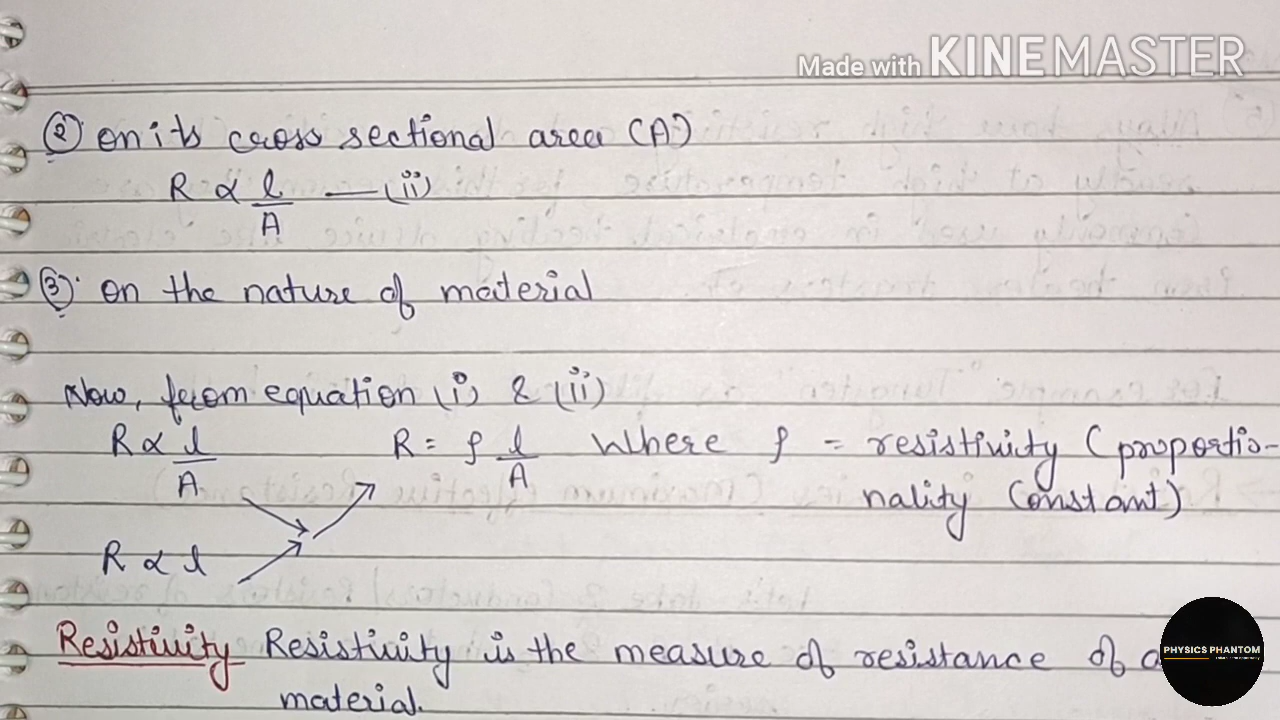 Made with KINEMASTER
② on its cross sectional area (A)
R ∝ l/A — (ii)
③ on the nature of material
Now, from equation (i) & (ii)
R ∝ l/A R = ρ l/A Where ρ = resistivity (proportio-
nality Constant)
R ∝ l
Resistivity Resistivity is the measure of resistance of a
material.
PHYSICS PHANTOM